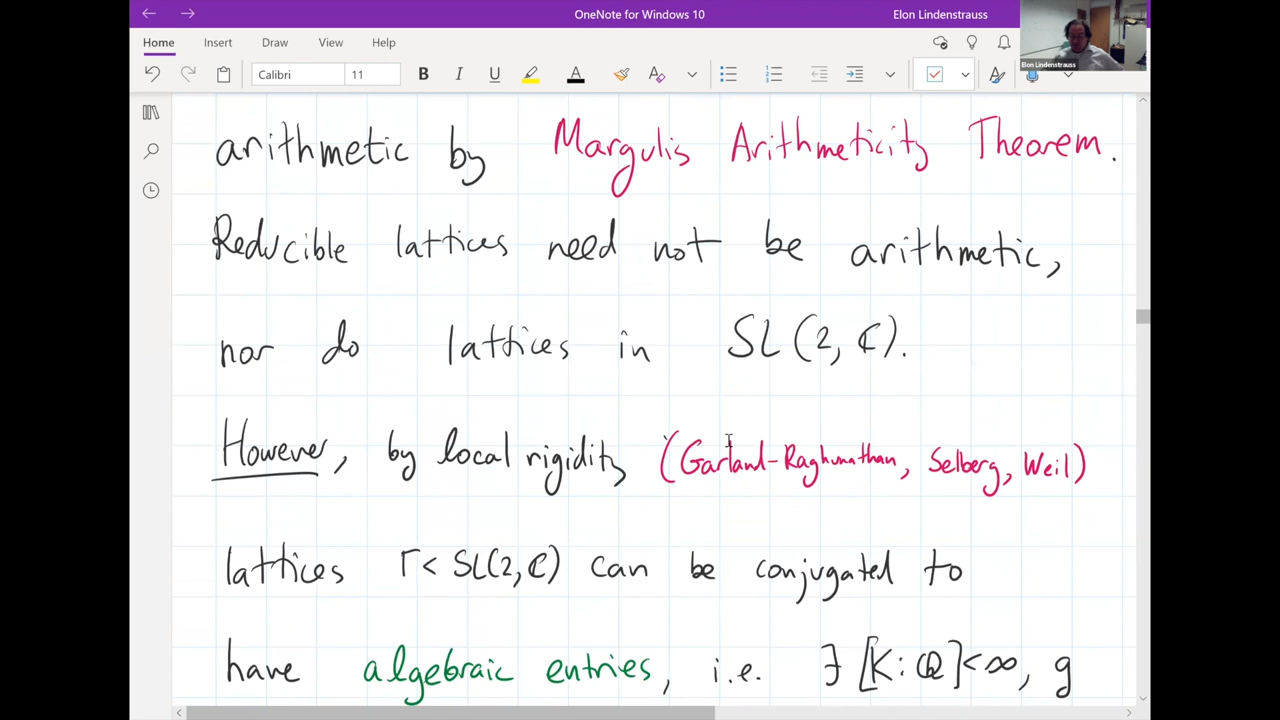 OneNote for Windows 10
Elon Lindenstrauss
Home Insert Draw View Help
Calibri 11 B I U A
Elon Lindenstrauss
arithmetic by Margulis Arithmeticity Theorem.
Reducible lattices need not be arithmetic,
nor do lattices in SL(2, ℂ).
However, by local rigidity (Garland-Raghunathan, Selberg, Weil)
lattices Γ < SL(2, ℂ) can be conjugated to
have algebraic entries, i.e. ∃ [K:ℚ]<∞, g